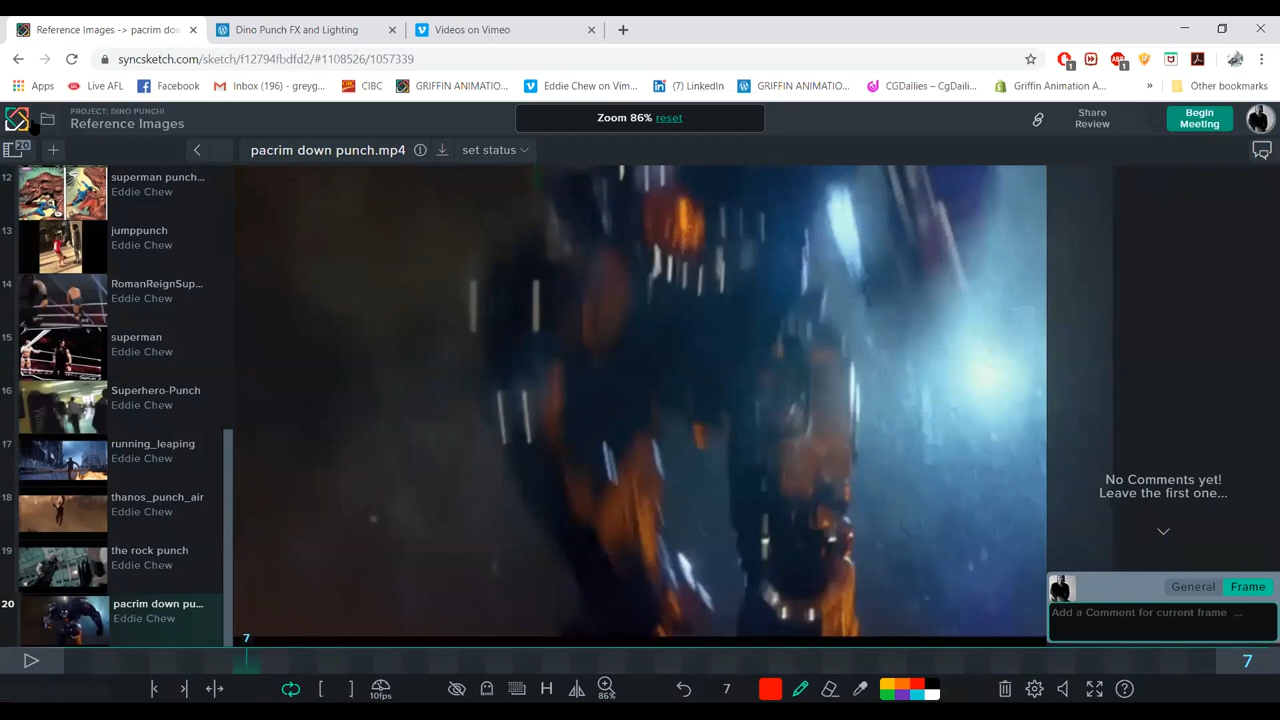 Reference Images -> pacrim dov
Dino Punch FX and Lighting
Videos on Vimeo
syncsketch.com/sketch/f12794fbdfd2/#1108526/1057339
Apps
Live AFL
Facebook
Inbox (196) - greyg...
CIBC
GRIFFIN ANIMATIO...
Eddie Chew on Vim...
(7) LinkedIn
GRIFFIN ANIMATIO...
CGDailies – CgDaili...
Griffin Animation A...
»
Other bookmarks
PROJECT: DINO PUNCH!
Reference Images
Zoom 86% reset
Share Review
Begin Meeting
20
pacrim down punch.mp4
set status
12
superman punch...
Eddie Chew
13
jumppunch
Eddie Chew
14
RomanReignSup...
Eddie Chew
15
superman
Eddie Chew
16
Superhero-Punch
Eddie Chew
17
running_leaping
Eddie Chew
18
thanos_punch_air
Eddie Chew
19
the rock punch
Eddie Chew
20
pacrim down pu...
Eddie Chew
No Comments yet!
Leave the first one...
General
Frame
Add a Comment for current frame ...
7
7
10fps
H
86%
7